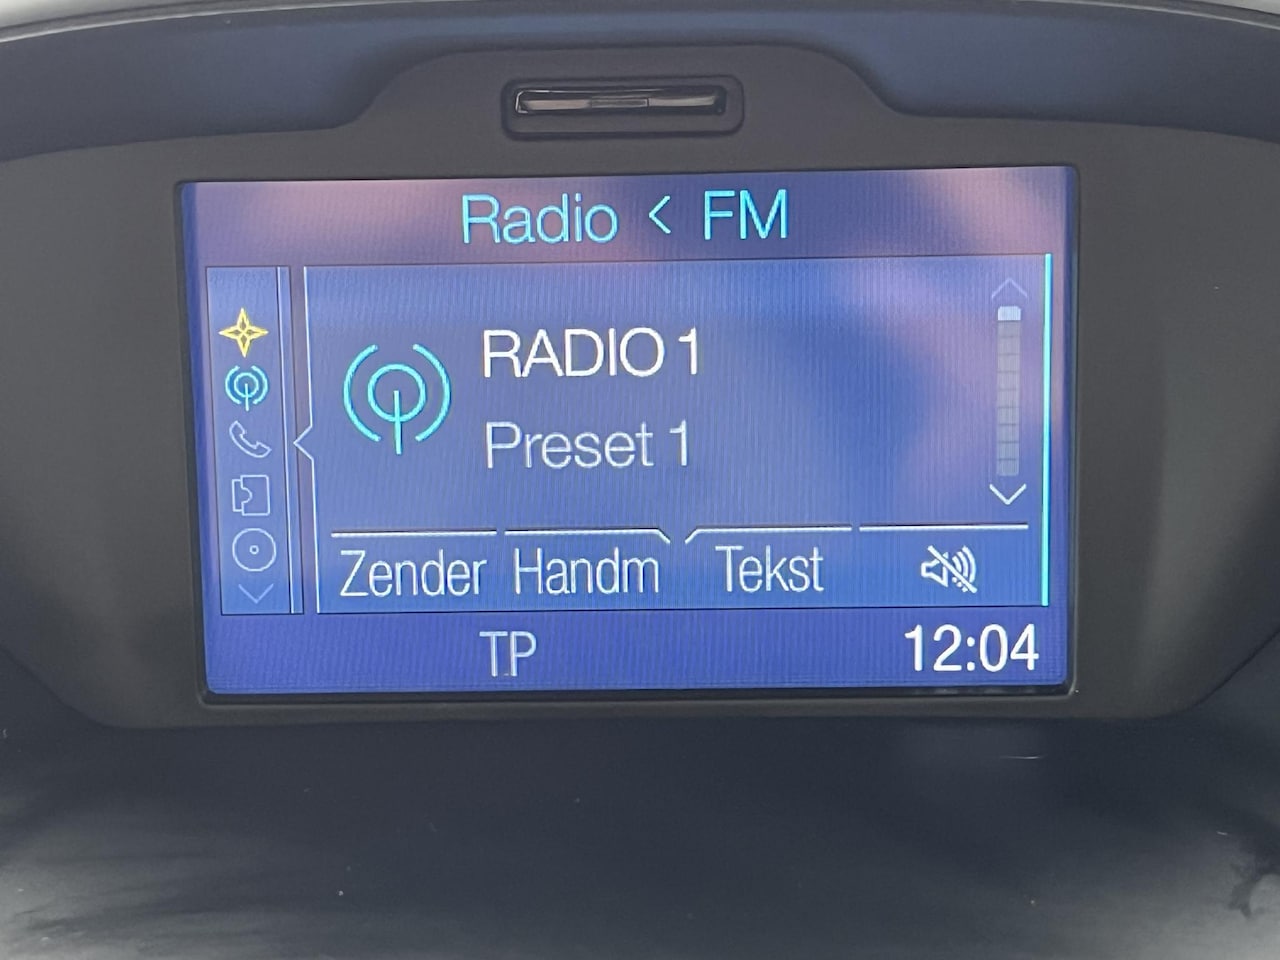 Radio < FM
RADIO 1
Preset 1
Zender Handm Tekst
TP 12:04